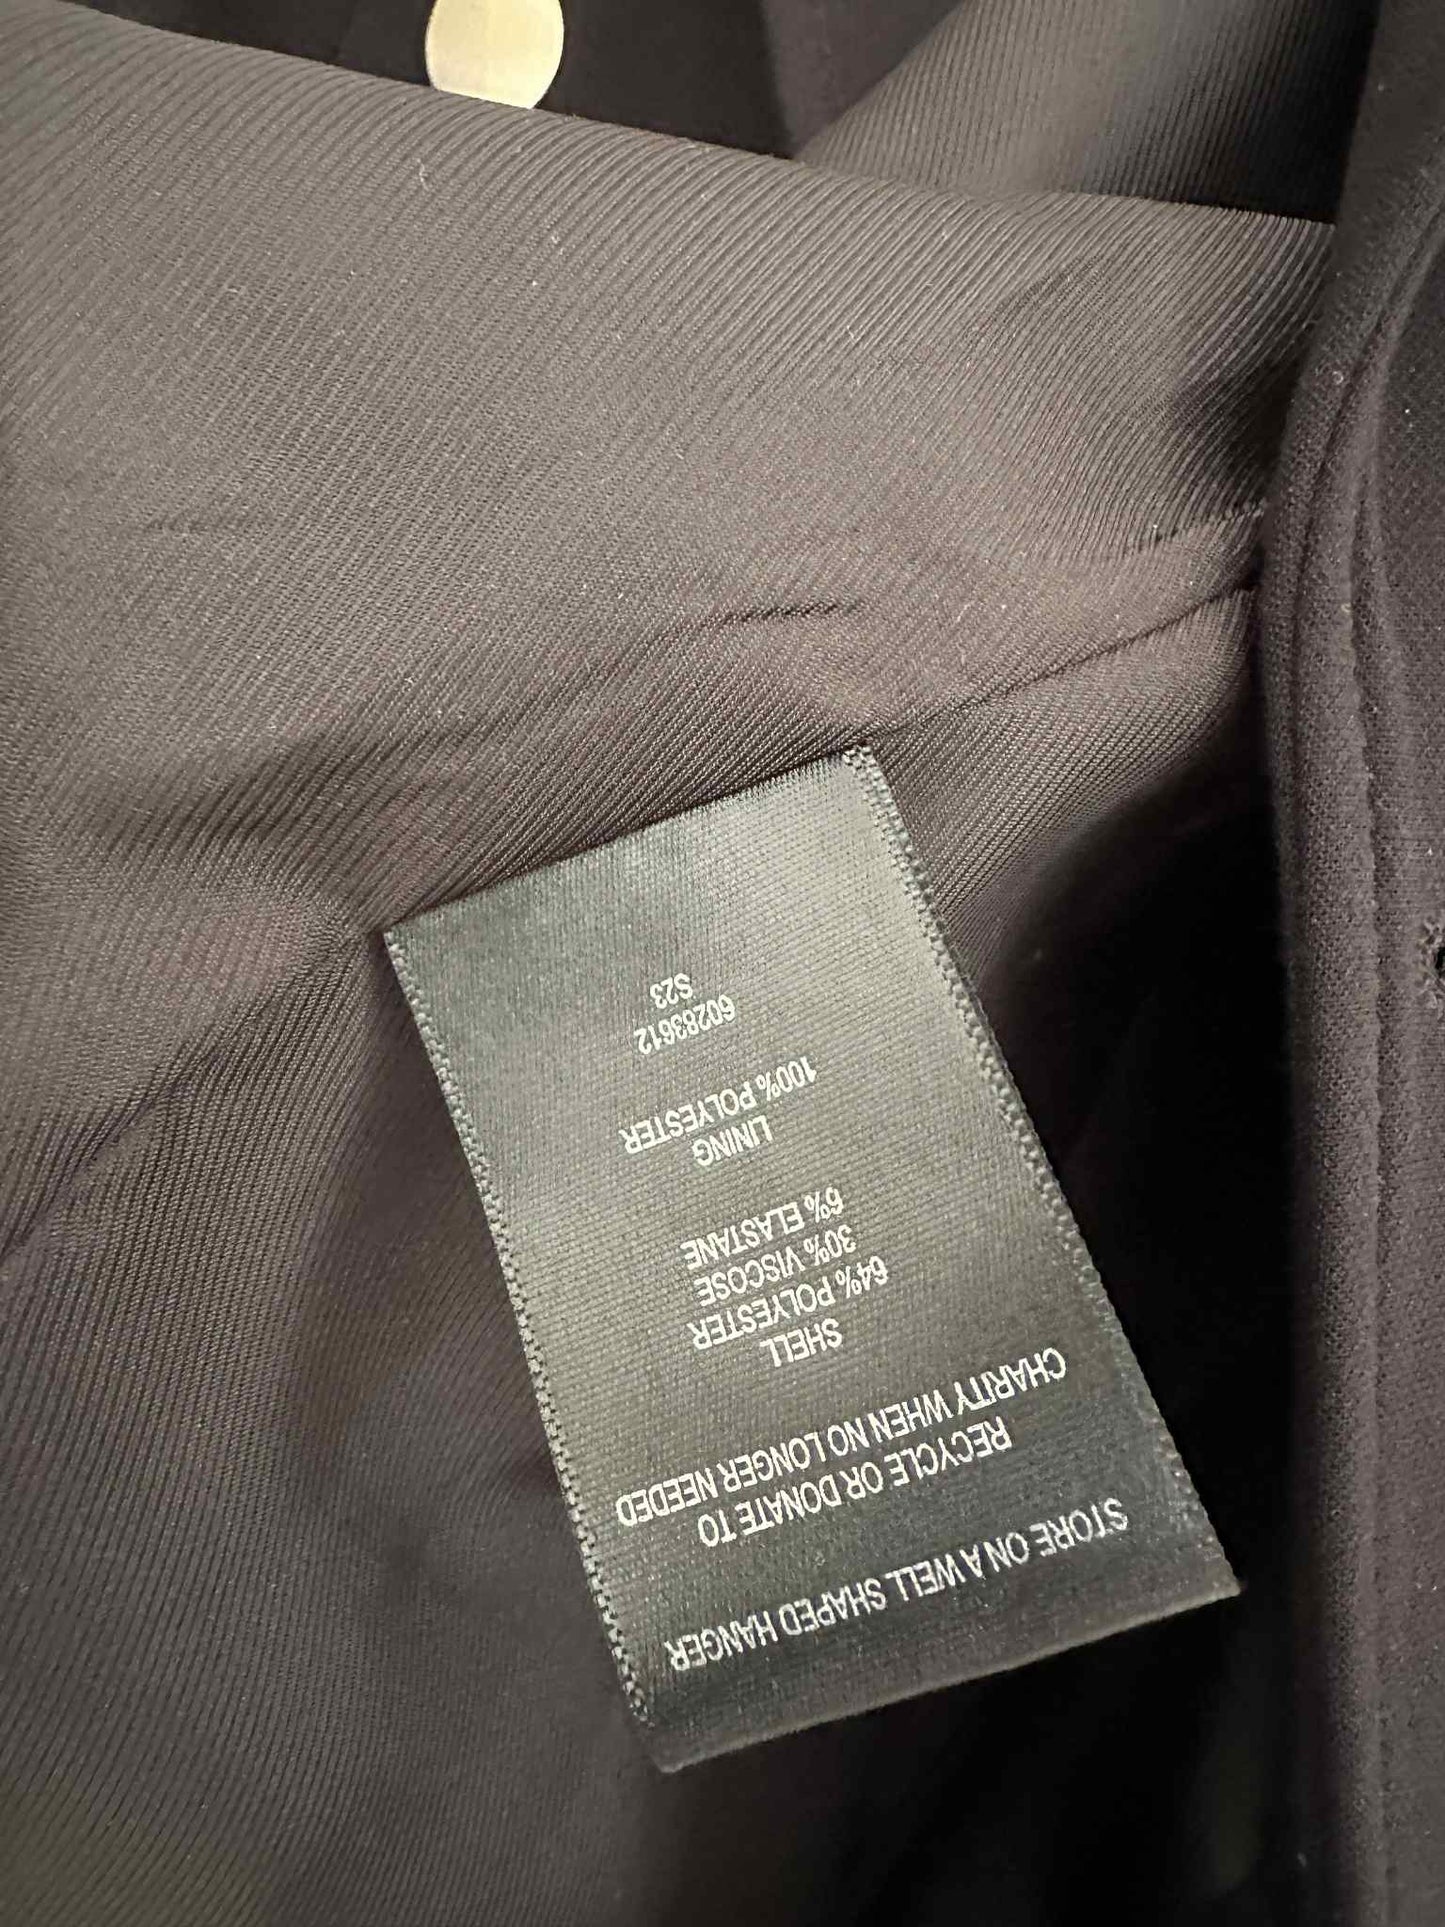 STORE ON A WELL SHAPED HANGER
RECYCLE OR DONATE TO
CHARITY WHEN NO LONGER NEEDED
SHELL
64% POLYESTER
30% VISCOSE
6% ELASTANE
LINING
100% POLYESTER
60283612
S23